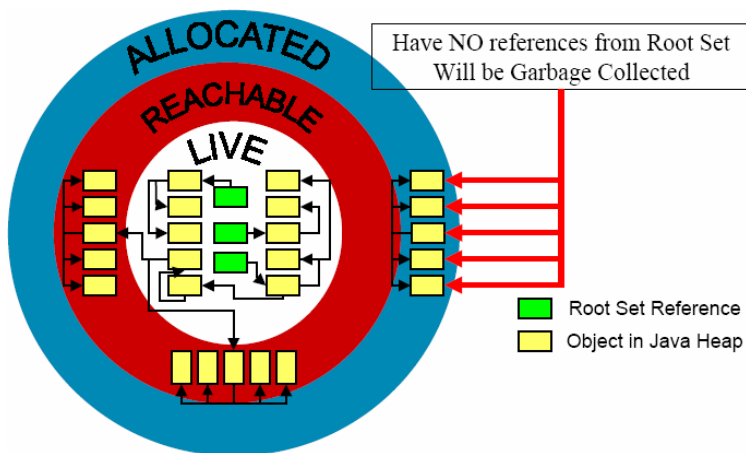 ALLOCATED
Have NO references from Root Set
Will be Garbage Collected
REACHABLE
LIVE
Root Set Reference
Object in Java Heap